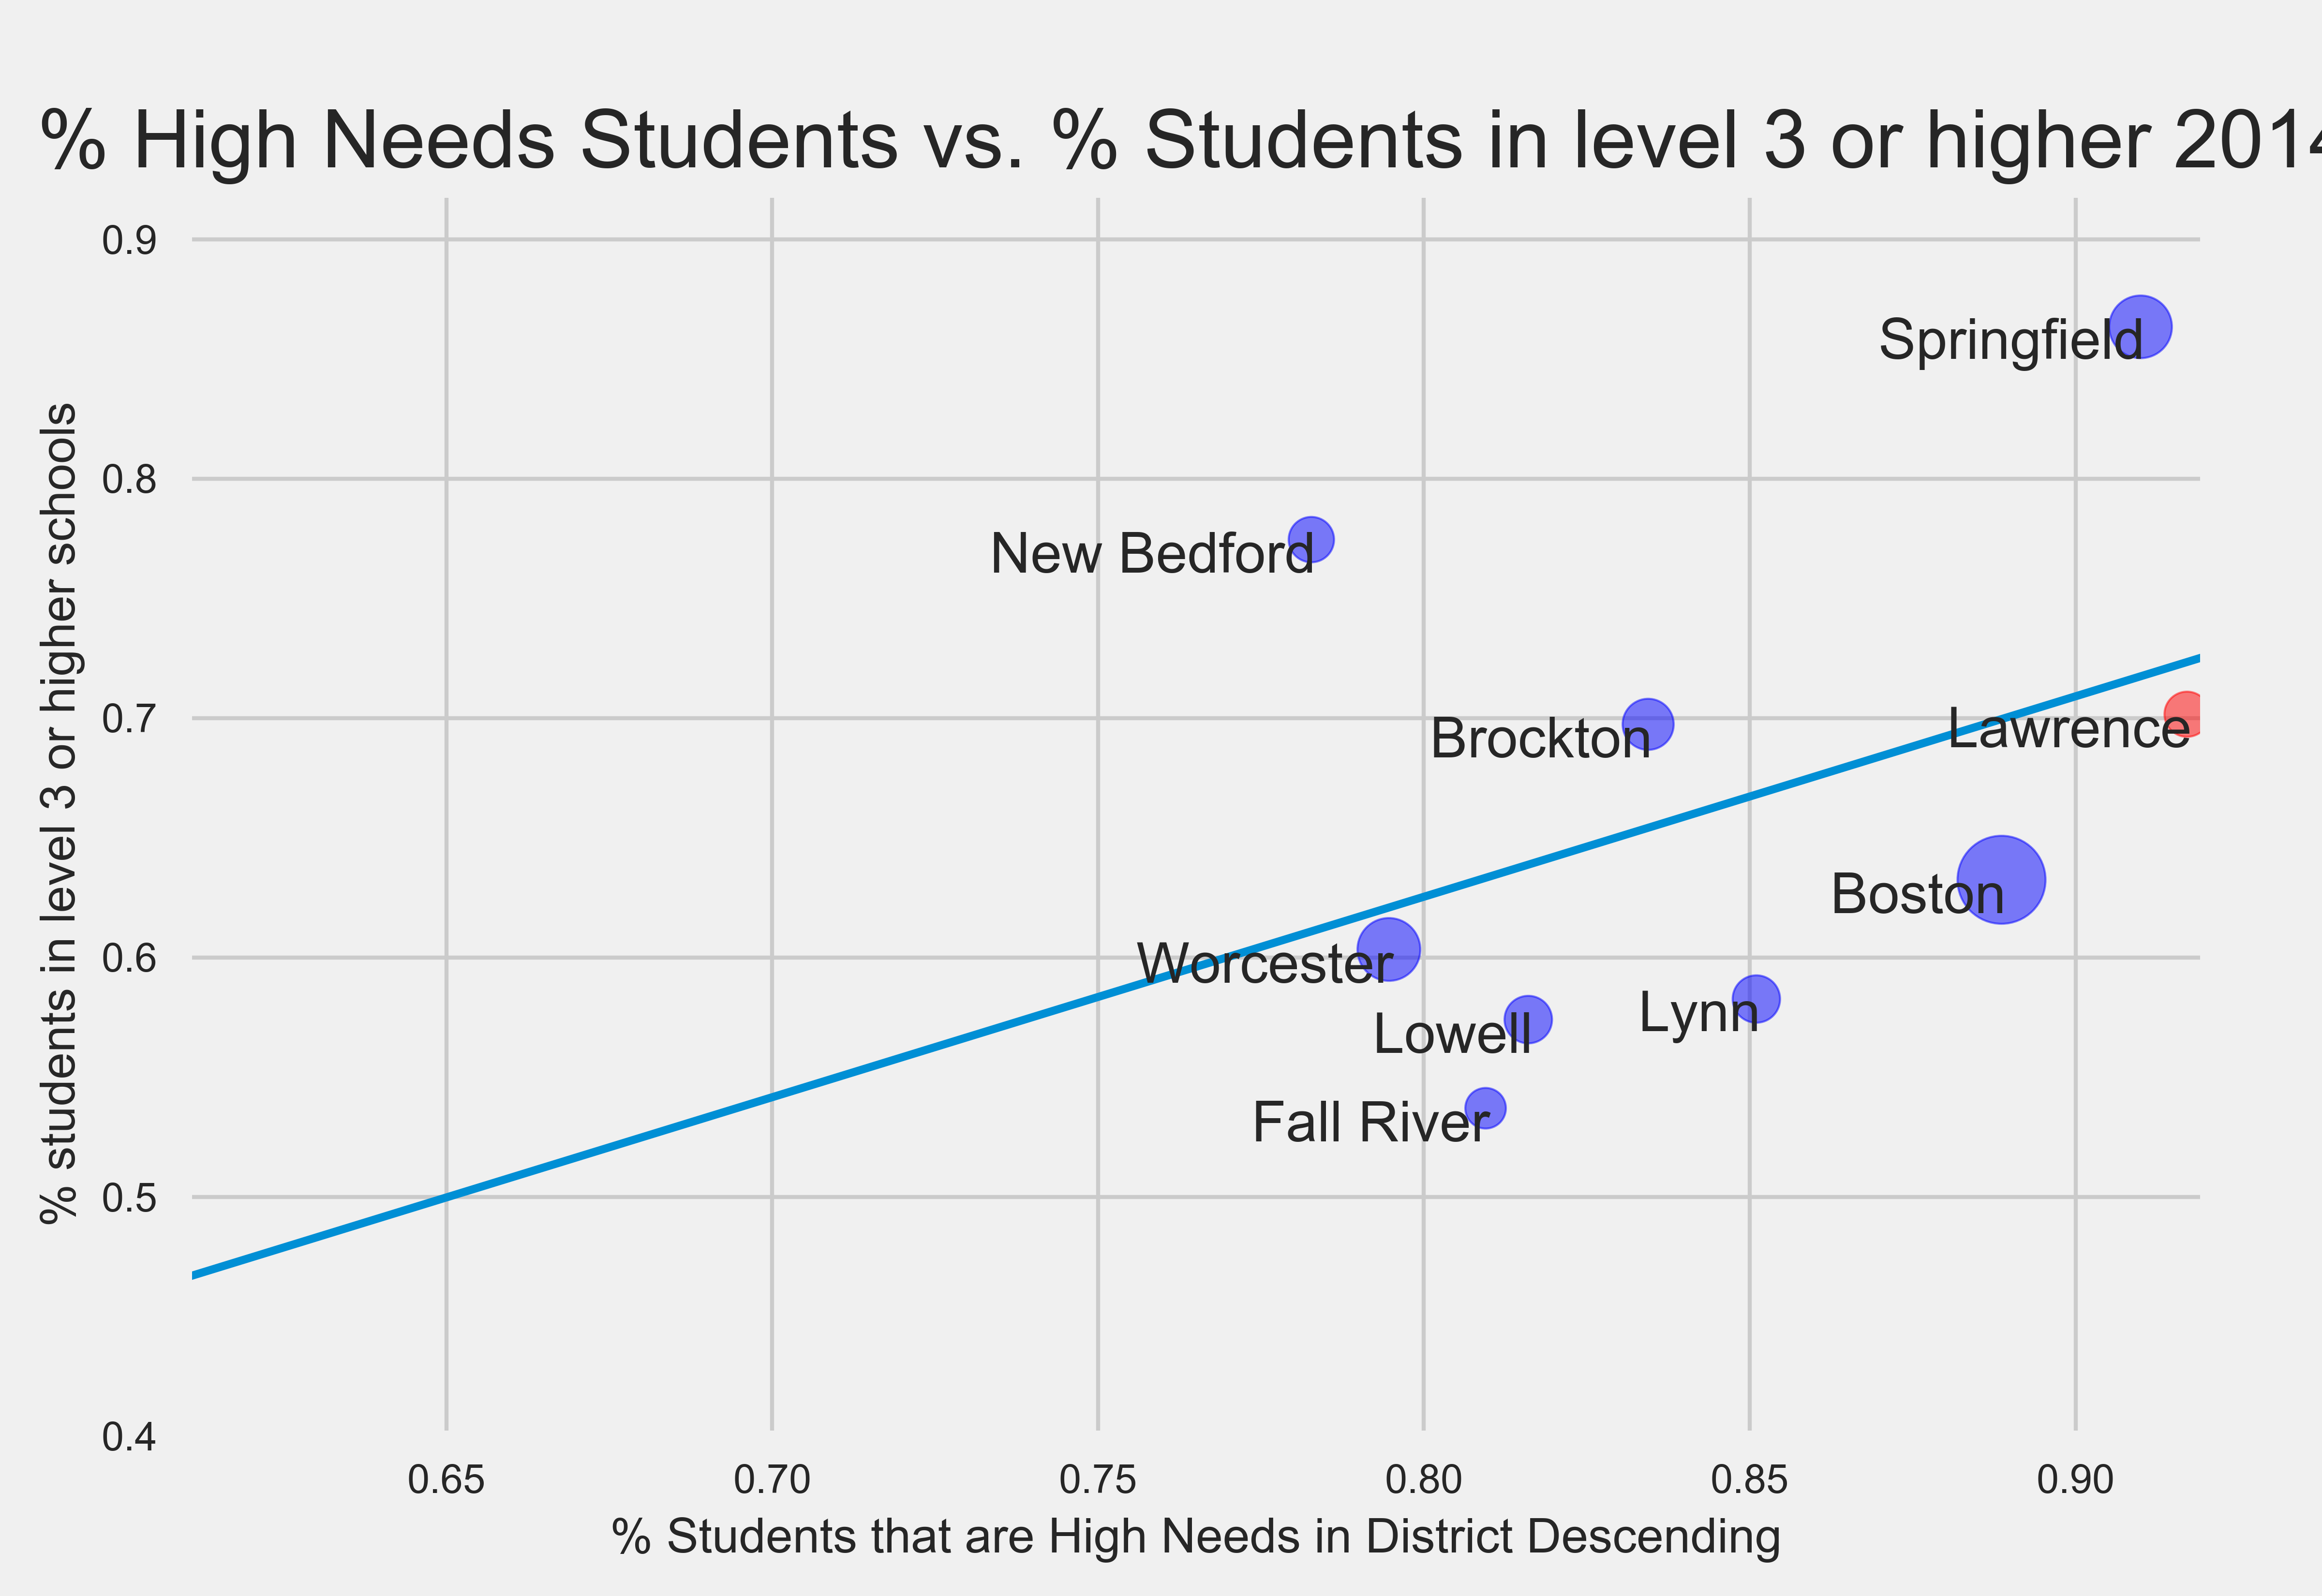 % High Needs Students vs. % Students in level 3 or higher 2014
0.9
Springfield
% students in level 3 or higher schools
0.8
New Bedford
0.7
Brockton
Lawrence
Boston
0.6
Worcester
Lynn
Lowell
Fall River
0.5
0.4
0.65 0.70 0.75 0.80 0.85 0.90
% Students that are High Needs in District Descending